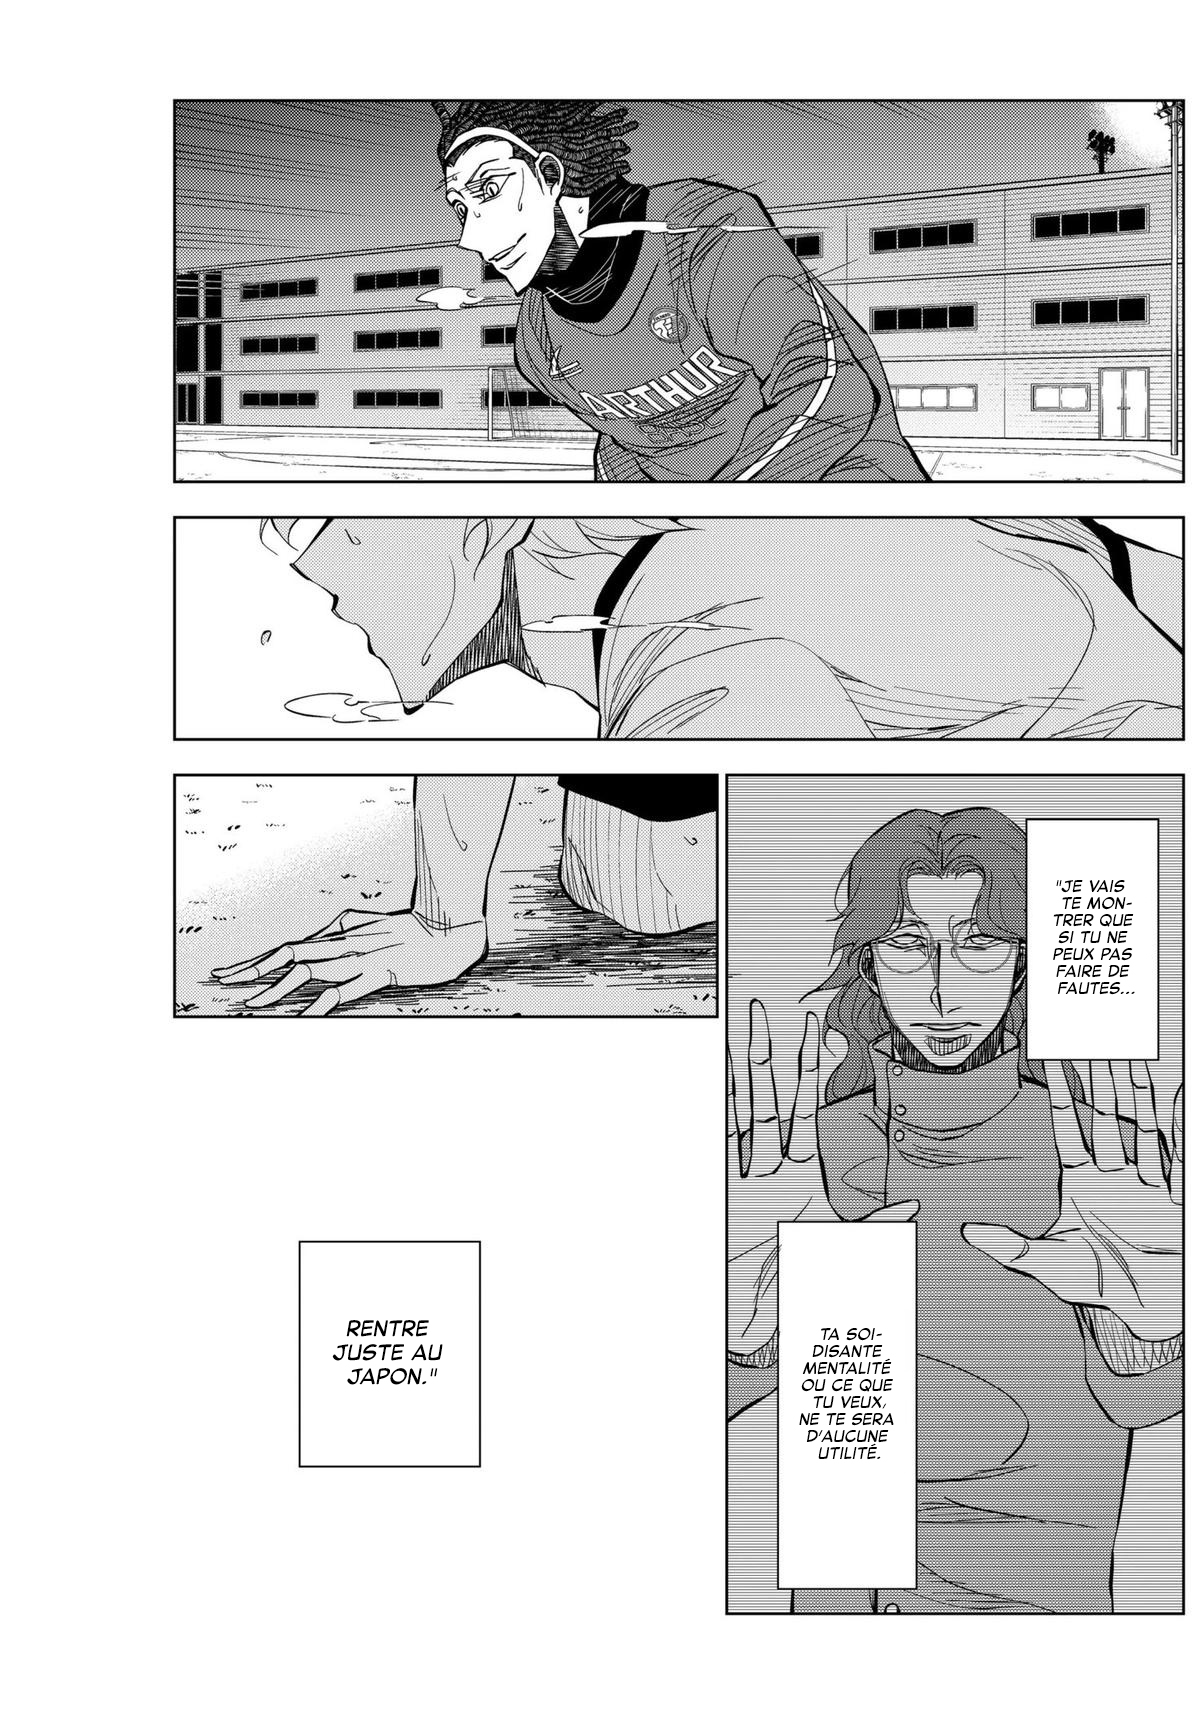 ARTHUR
"JE VAIS
TE MON-
TRER QUE
SI TU NE
PEUX PAS
FAIRE DE
FAUTES...
TA SOI-
DISANTE
MENTALITÉ
OU CE QUE
TU VEUX,
NE TE SERA
D'AUCUNE
UTILITÉ.
RENTRE
JUSTE AU
JAPON."